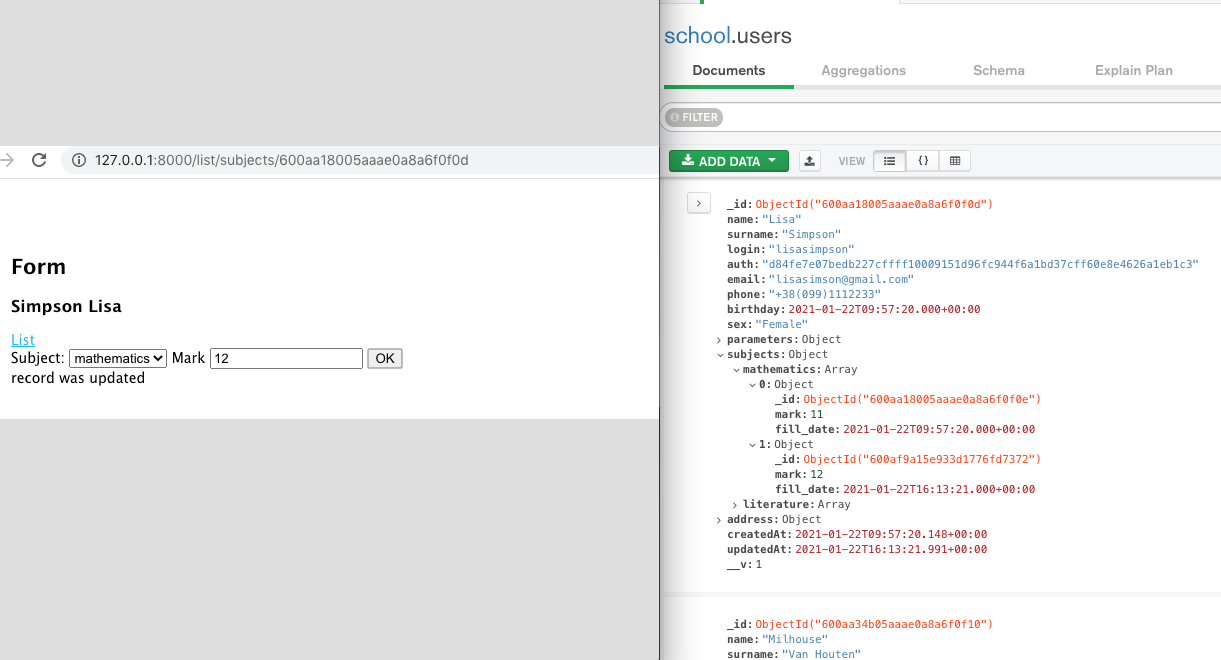 127.0.0.1:8000/list/subjects/600aa18005aaae0a8a6f0f0d
Form
Simpson Lisa
List
Subject: mathematics Mark 12 OK
record was updated
school.users
Documents Aggregations Schema Explain Plan
FILTER
ADD DATA VIEW { }
_id: ObjectId("600aa18005aaae0a8a6f0f0d")
name: "Lisa"
surname: "Simpson"
login: "lisasimpson"
auth: "d84fe7e07bedb227cffff10009151d96fc944f6a1bd37cff60e8e4626a1eb1c3"
email: "lisasimson@gmail.com"
phone: "+38(099)1112233"
birthday: 2021-01-22T09:57:20.000+00:00
sex: "Female"
parameters: Object
subjects: Object
mathematics: Array
0: Object
_id: ObjectId("600aa18005aaae0a8a6f0f0e")
mark: 11
fill_date: 2021-01-22T09:57:20.000+00:00
1: Object
_id: ObjectId("600af9a15e933d1776fd7372")
mark: 12
fill_date: 2021-01-22T16:13:21.000+00:00
literature: Array
address: Object
createdAt: 2021-01-22T09:57:20.148+00:00
updatedAt: 2021-01-22T16:13:21.991+00:00
__v: 1
_id: ObjectId("600aa34b05aaae0a8a6f0f10")
name: "Milhouse"
surname: "Van Houten"